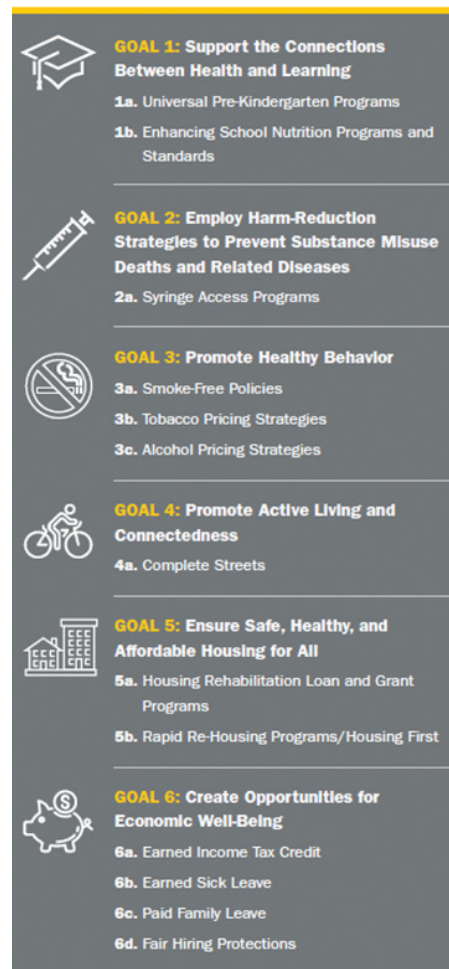 GOAL 1: Support the Connections
Between Health and Learning
1a. Universal Pre-Kindergarten Programs
1b. Enhancing School Nutrition Programs and
Standards
GOAL 2: Employ Harm-Reduction
Strategies to Prevent Substance Misuse
Deaths and Related Diseases
2a. Syringe Access Programs
GOAL 3: Promote Healthy Behavior
3a. Smoke-Free Policies
3b. Tobacco Pricing Strategies
3c. Alcohol Pricing Strategies
GOAL 4: Promote Active Living and
Connectedness
4a. Complete Streets
GOAL 5: Ensure Safe, Healthy, and
Affordable Housing for All
5a. Housing Rehabilitation Loan and Grant
Programs
5b. Rapid Re-Housing Programs/Housing First
$
GOAL 6: Create Opportunities for
Economic Well-Being
6a. Earned Income Tax Credit
6b. Earned Sick Leave
6c. Paid Family Leave
6d. Fair Hiring Protections